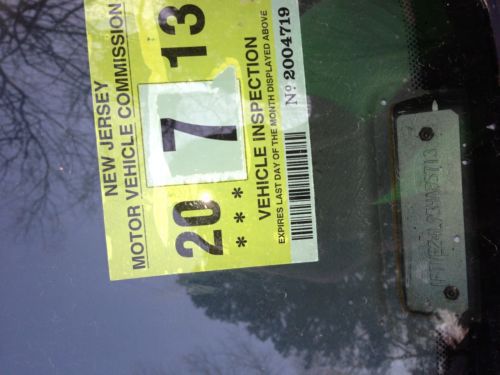 NEW JERSEY
MOTOR VEHICLE COMMISSION
20 7 13
***
VEHICLE INSPECTION
EXPIRES LAST DAY OF THE MONTH DISPLAYED ABOVE
Nº 2004719